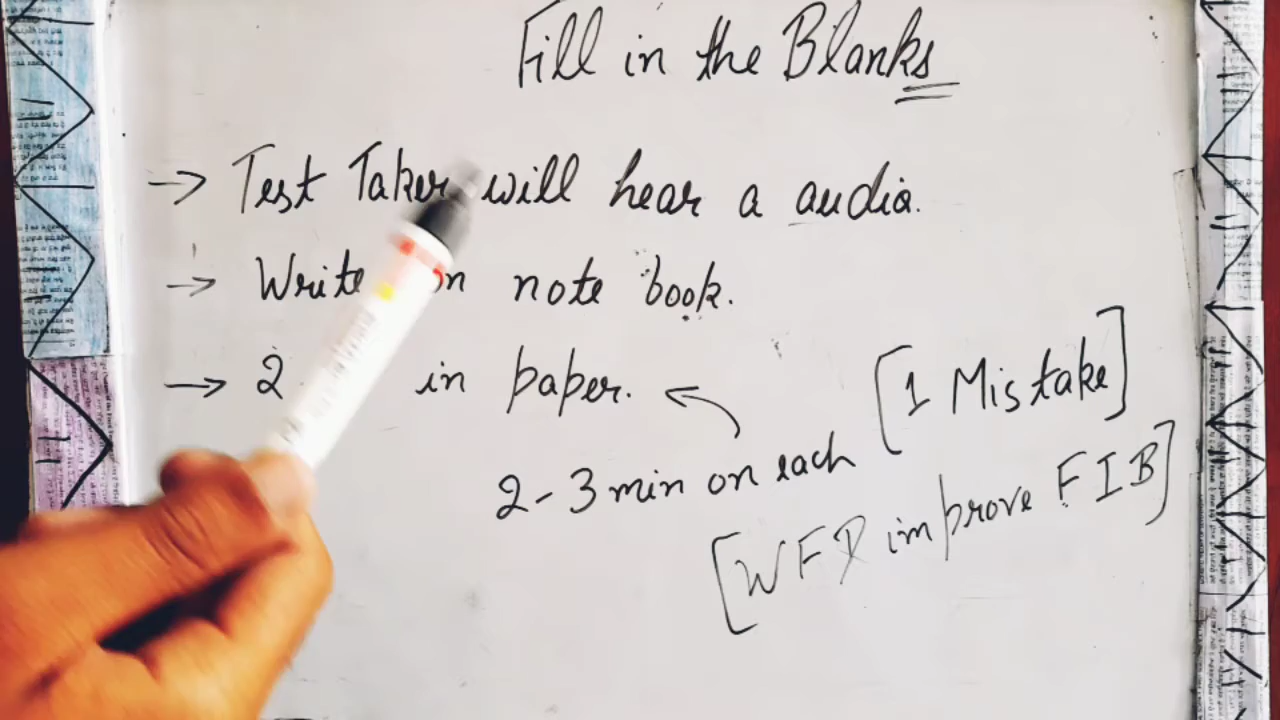 Fill in the Blanks
→ Test Taker will hear a audio.
→ Write on note book.
→ 2 in paper.
[1 Mistake]
2-3 min on each
[WFD improve FIB]